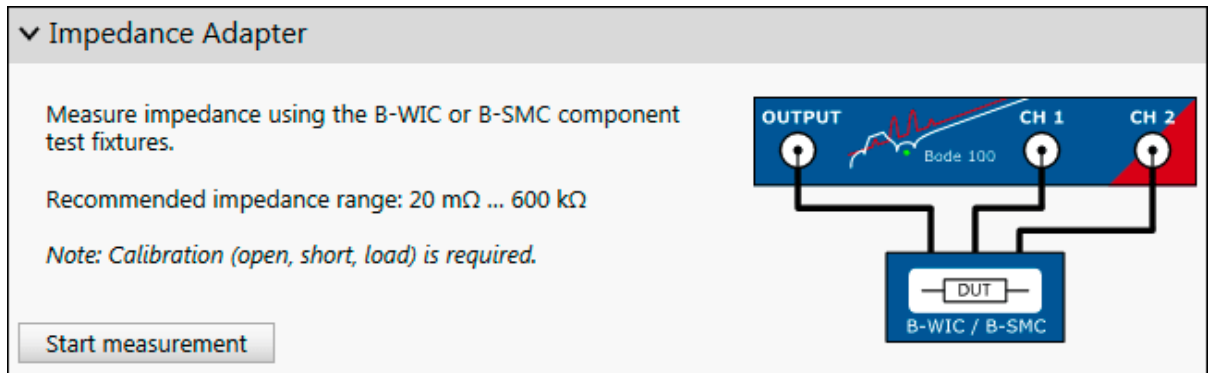 Impedance Adapter
Measure impedance using the B-WIC or B-SMC component
test fixtures.
Recommended impedance range: 20 mΩ ... 600 kΩ
Note: Calibration (open, short, load) is required.
Start measurement
OUTPUT
CH 1
CH 2
Bode 100
DUT
B-WIC / B-SMC